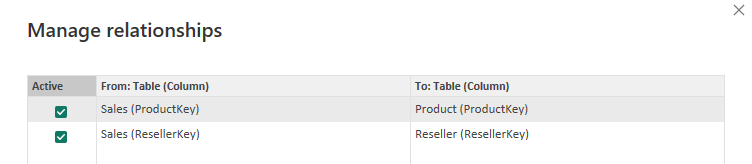 Manage relationships
Active From: Table (Column) To: Table (Column)
Sales (ProductKey) Product (ProductKey)
Sales (ResellerKey) Reseller (ResellerKey)